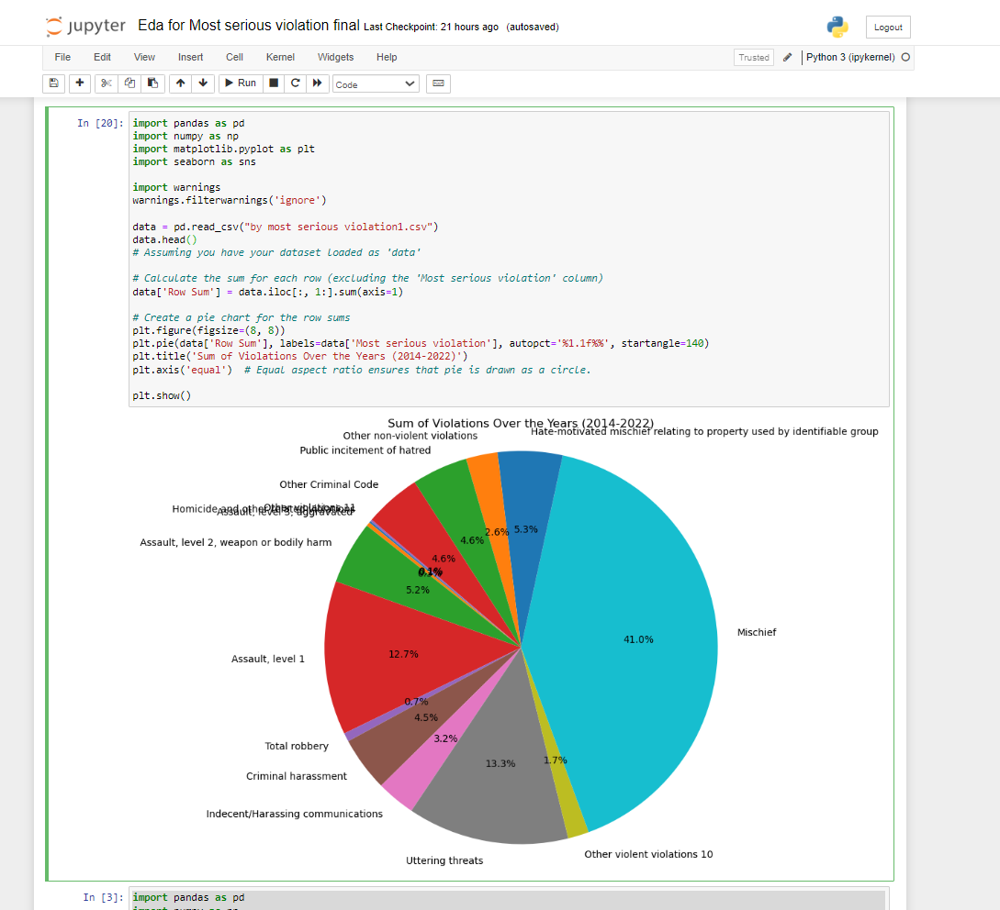 jupyter Eda for Most serious violation final Last Checkpoint: 21 hours ago (autosaved)
Logout
File Edit View Insert Cell Kernel Widgets Help
Trusted Python 3 (ipykernel)
Run Code
In [20]:
import pandas as pd
import numpy as np
import matplotlib.pyplot as plt
import seaborn as sns
import warnings
warnings.filterwarnings('ignore')
data = pd.read_csv("by most serious violation1.csv")
data.head()
# Assuming you have your dataset loaded as 'data'
# Calculate the sum for each row (excluding the 'Most serious violation' column)
data['Row Sum'] = data.iloc[:, 1:].sum(axis=1)
# Create a pie chart for the row sums
plt.figure(figsize=(8, 8))
plt.pie(data['Row Sum'], labels=data['Most serious violation'], autopct='%1.1f%%', startangle=140)
plt.title('Sum of Violations Over the Years (2014-2022)')
plt.axis('equal')  # Equal aspect ratio ensures that pie is drawn as a circle.
plt.show()
Sum of Violations Over the Years (2014-2022)
Hate-motivated mischief relating to property used by identifiable group
Other non-violent violations
Public incitement of hatred
Other Criminal Code
Other violations 11
Homicide and other
Assault, level 3, aggravated
Assault, level 2, weapon or bodily harm
2.6%
5.3%
4.6%
4.6%
5.2%
41.0%
Mischief
12.7%
Assault, level 1
0.7%
4.5%
3.2%
Total robbery
13.3%
1.7%
Criminal harassment
Indecent/Harassing communications
Uttering threats
Other violent violations 10
In [3]:
import pandas as pd